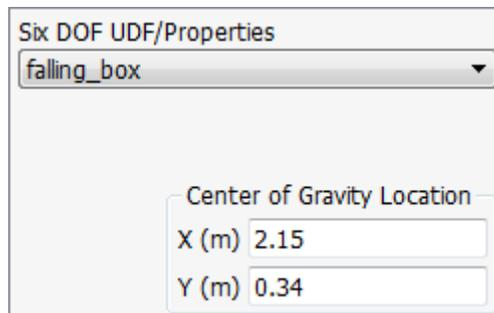 Six DOF UDF/Properties
falling_box
Center of Gravity Location
X (m) 2.15
Y (m) 0.34